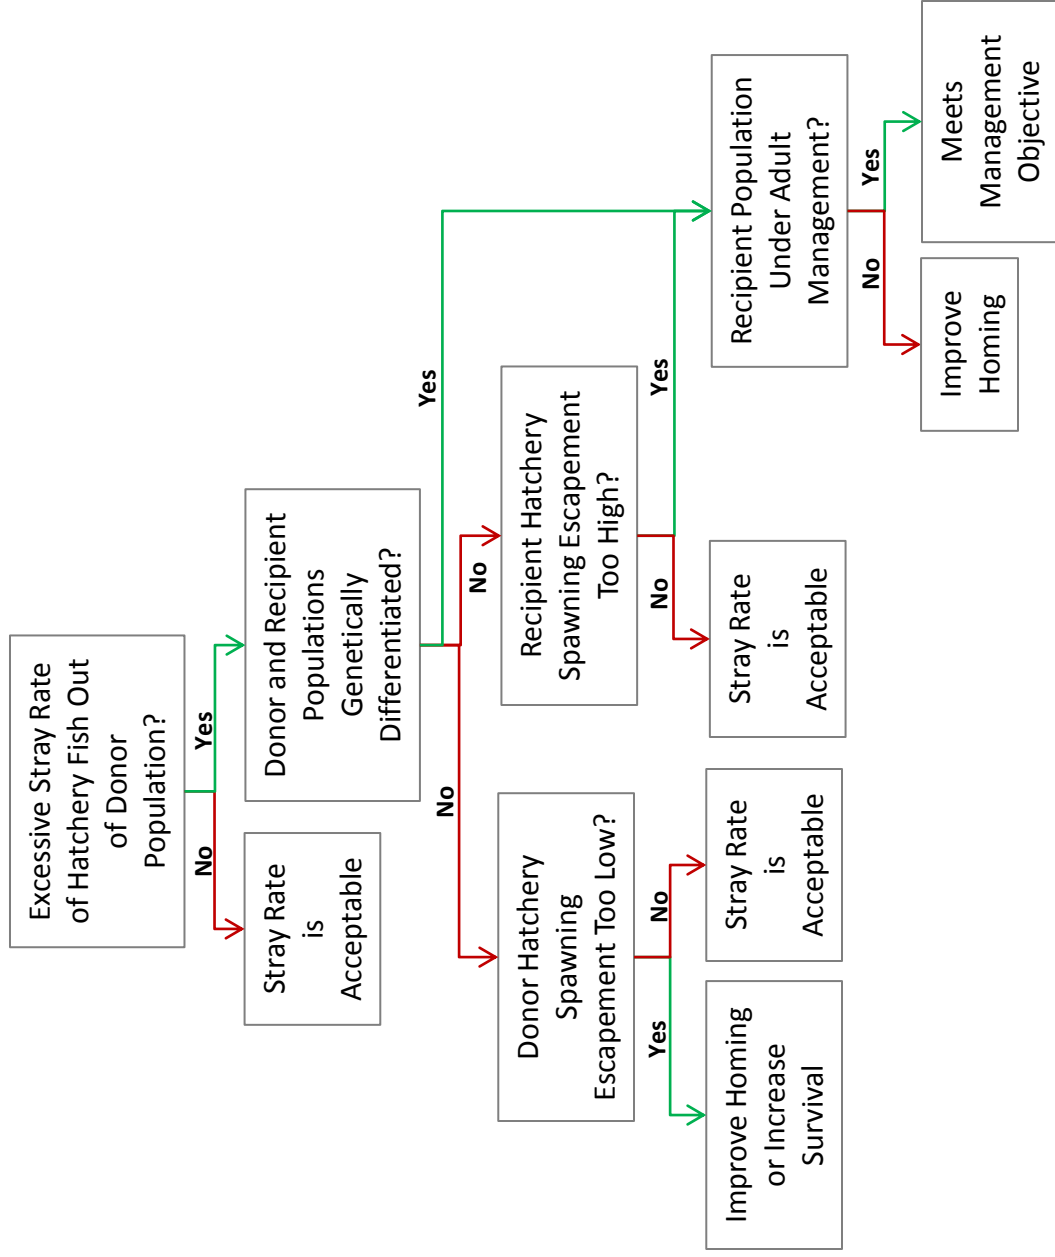 Excessive Stray Rate
of Hatchery Fish Out
of Donor
Population?
No
Yes
Stray Rate
is
Acceptable
Donor and Recipient
Populations
Genetically
Differentiated?
No
No
Yes
Donor Hatchery
Spawning
Escapement Too Low?
Recipient Hatchery
Spawning Escapement
Too High?
Yes
No
No
Yes
Improve Homing
or Increase
Survival
Stray Rate
is
Acceptable
Stray Rate
is
Acceptable
Recipient Population
Under Adult
Management?
No
Yes
Improve
Homing
Meets
Management
Objective